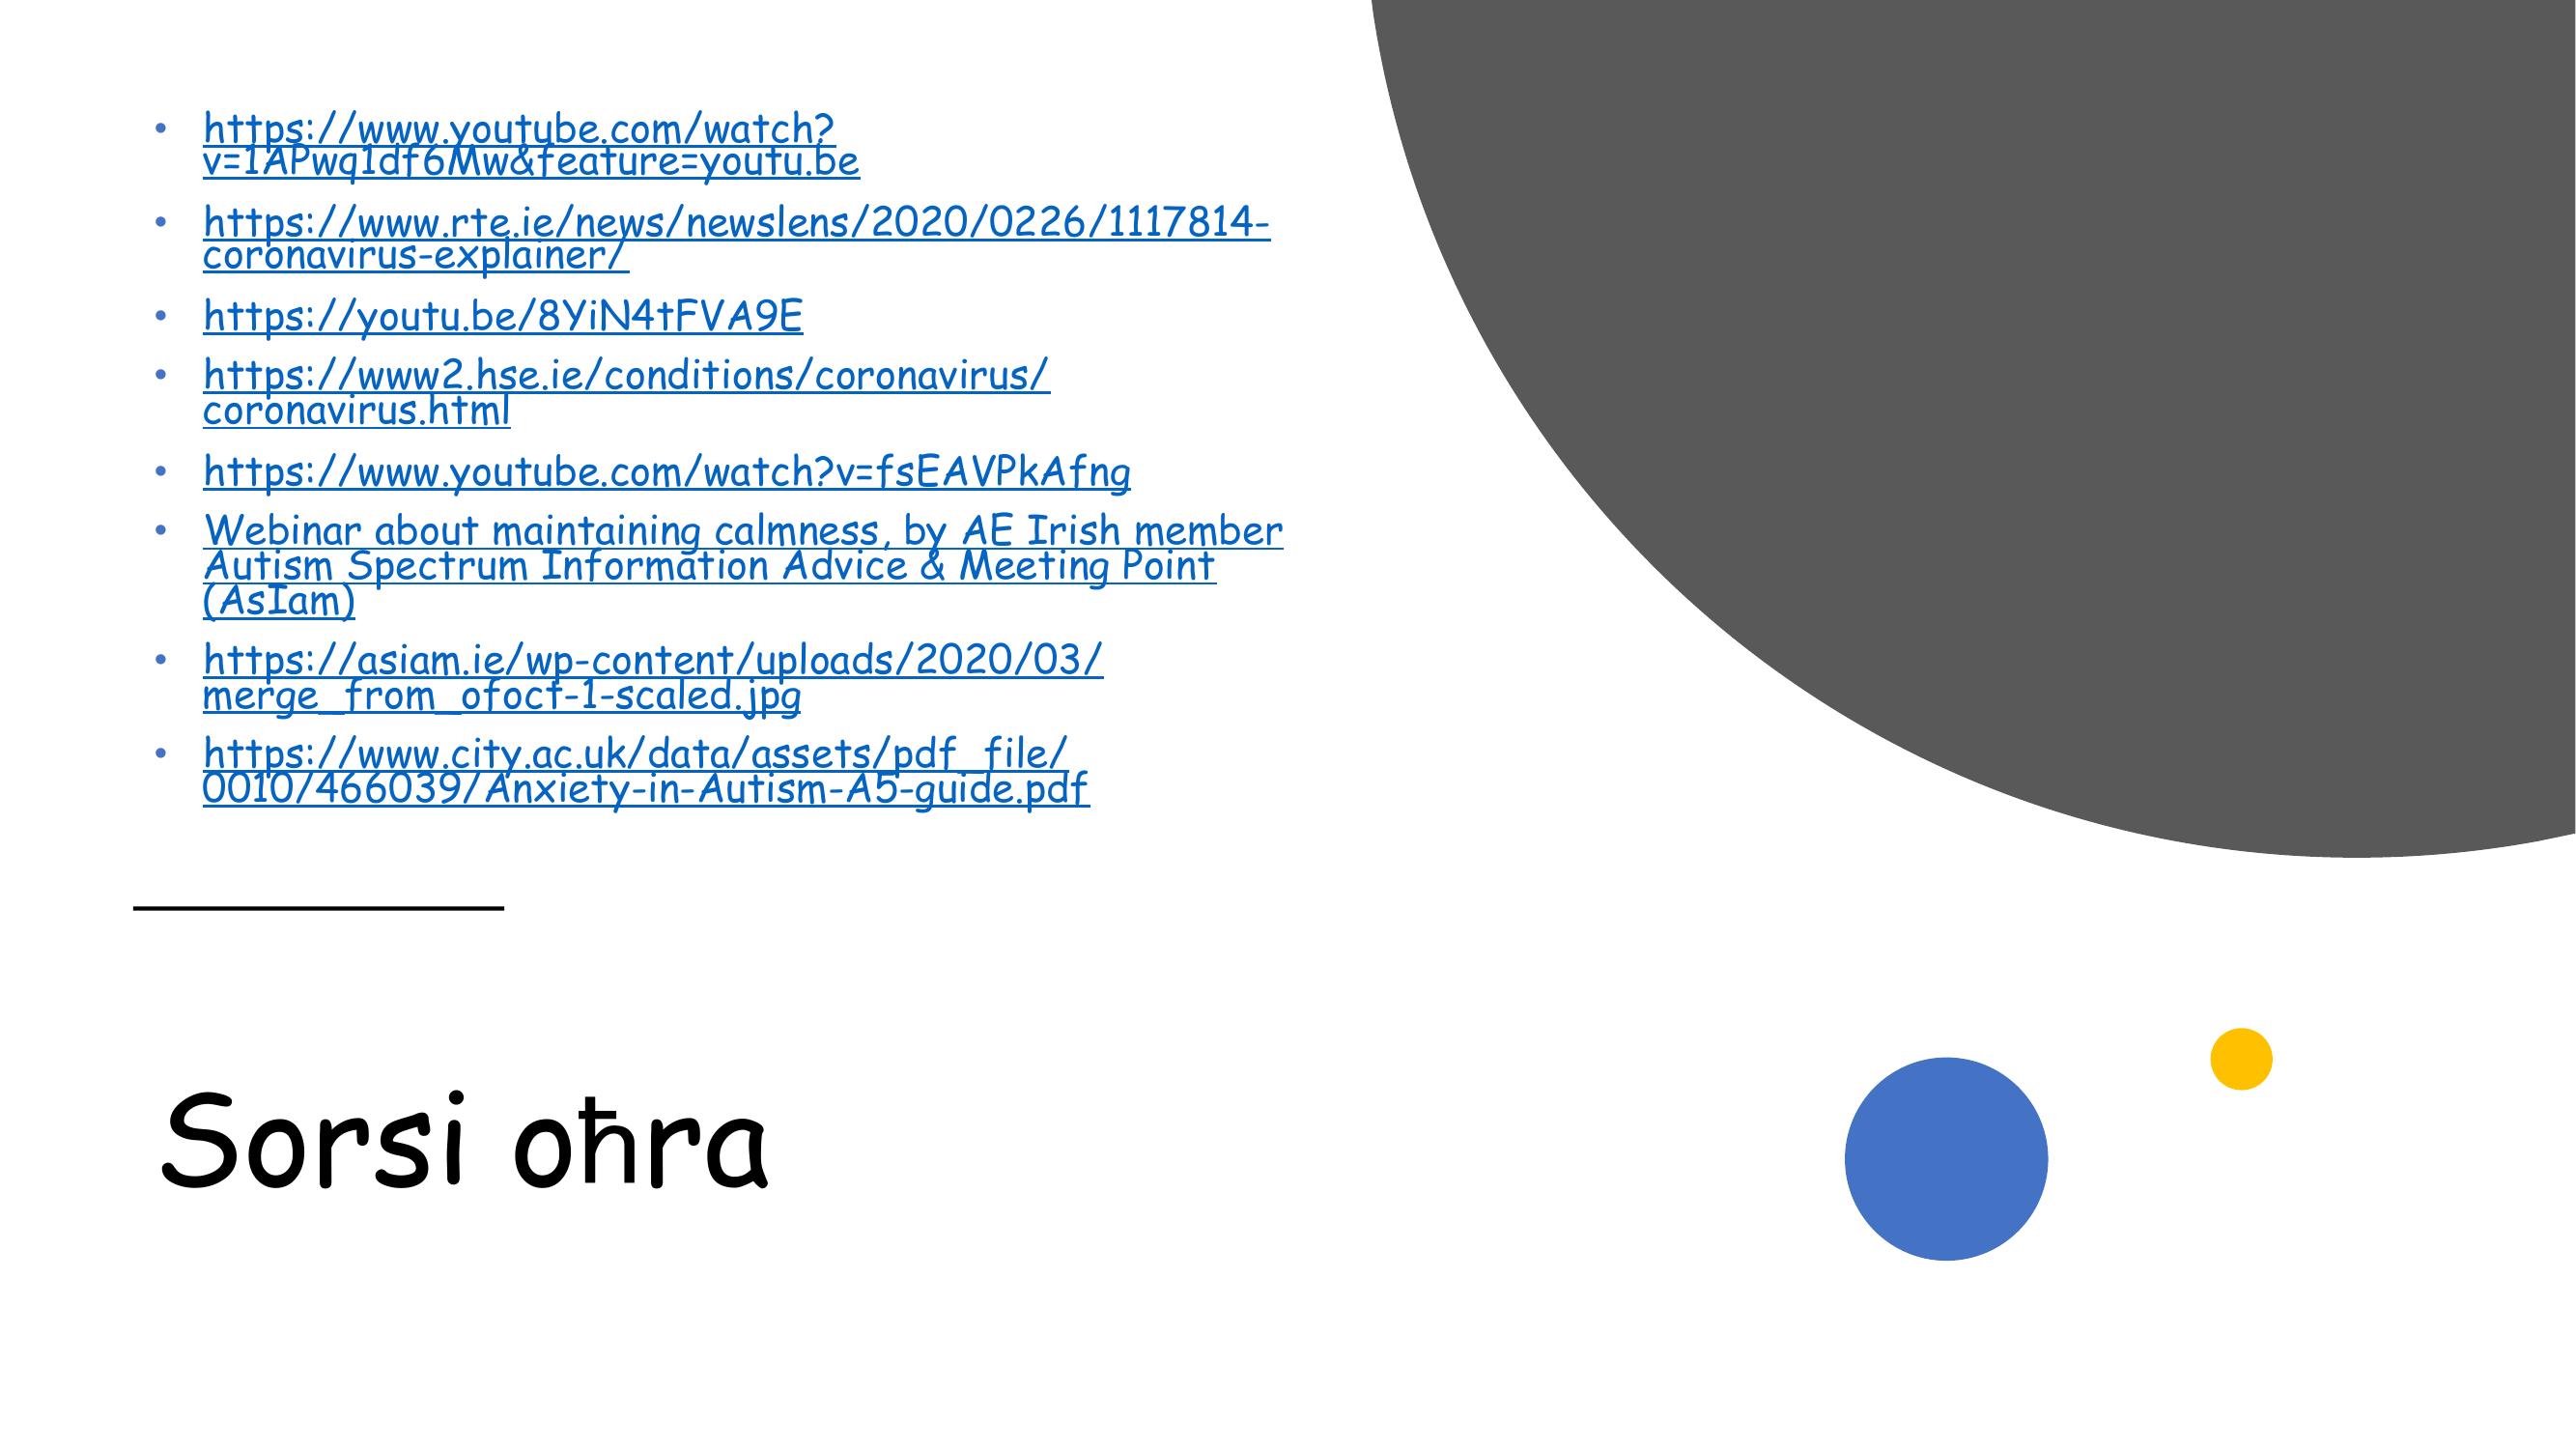 • https://www.youtube.com/watch?
v=1APwq1df6Mw&feature=youtu.be
• https://www.rte.ie/news/newslens/2020/0226/1117814-
coronavirus-explainer/
• https://youtu.be/8YiN4tFVA9E
• https://www2.hse.ie/conditions/coronavirus/
coronavirus.html
• https://www.youtube.com/watch?v=fsEAVPkAfng
• Webinar about maintaining calmness, by AE Irish member
Autism Spectrum Information Advice & Meeting Point
(AsIam)
• https://asiam.ie/wp-content/uploads/2020/03/
merge_from_ofoct-1-scaled.jpg
• https://www.city.ac.uk/data/assets/pdf_file/
0010/466039/Anxiety-in-Autism-A5-guide.pdf
Sorsi oħra